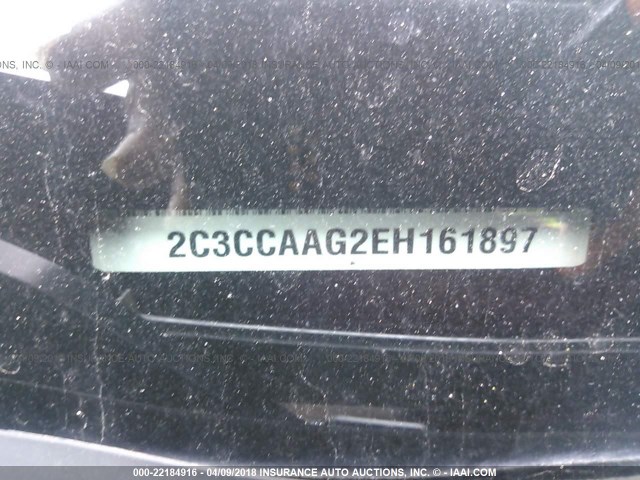 2C3CCAAG2EH161897
000-22184916 - 04/09/2018 INSURANCE AUTO AUCTIONS, INC. - © - IAAI.COM